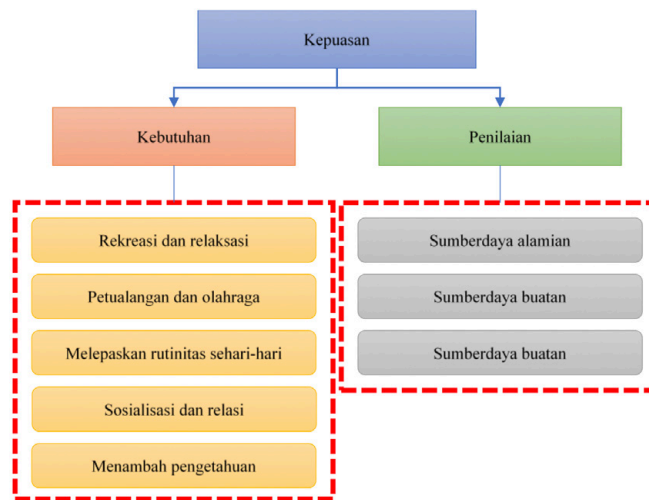 Kepuasan
Kebutuhan
Penilaian
Rekreasi dan relaksasi
Petualangan dan olahraga
Melepaskan rutinitas sehari-hari
Sosialisasi dan relasi
Menambah pengetahuan
Sumberdaya alamian
Sumberdaya buatan
Sumberdaya buatan